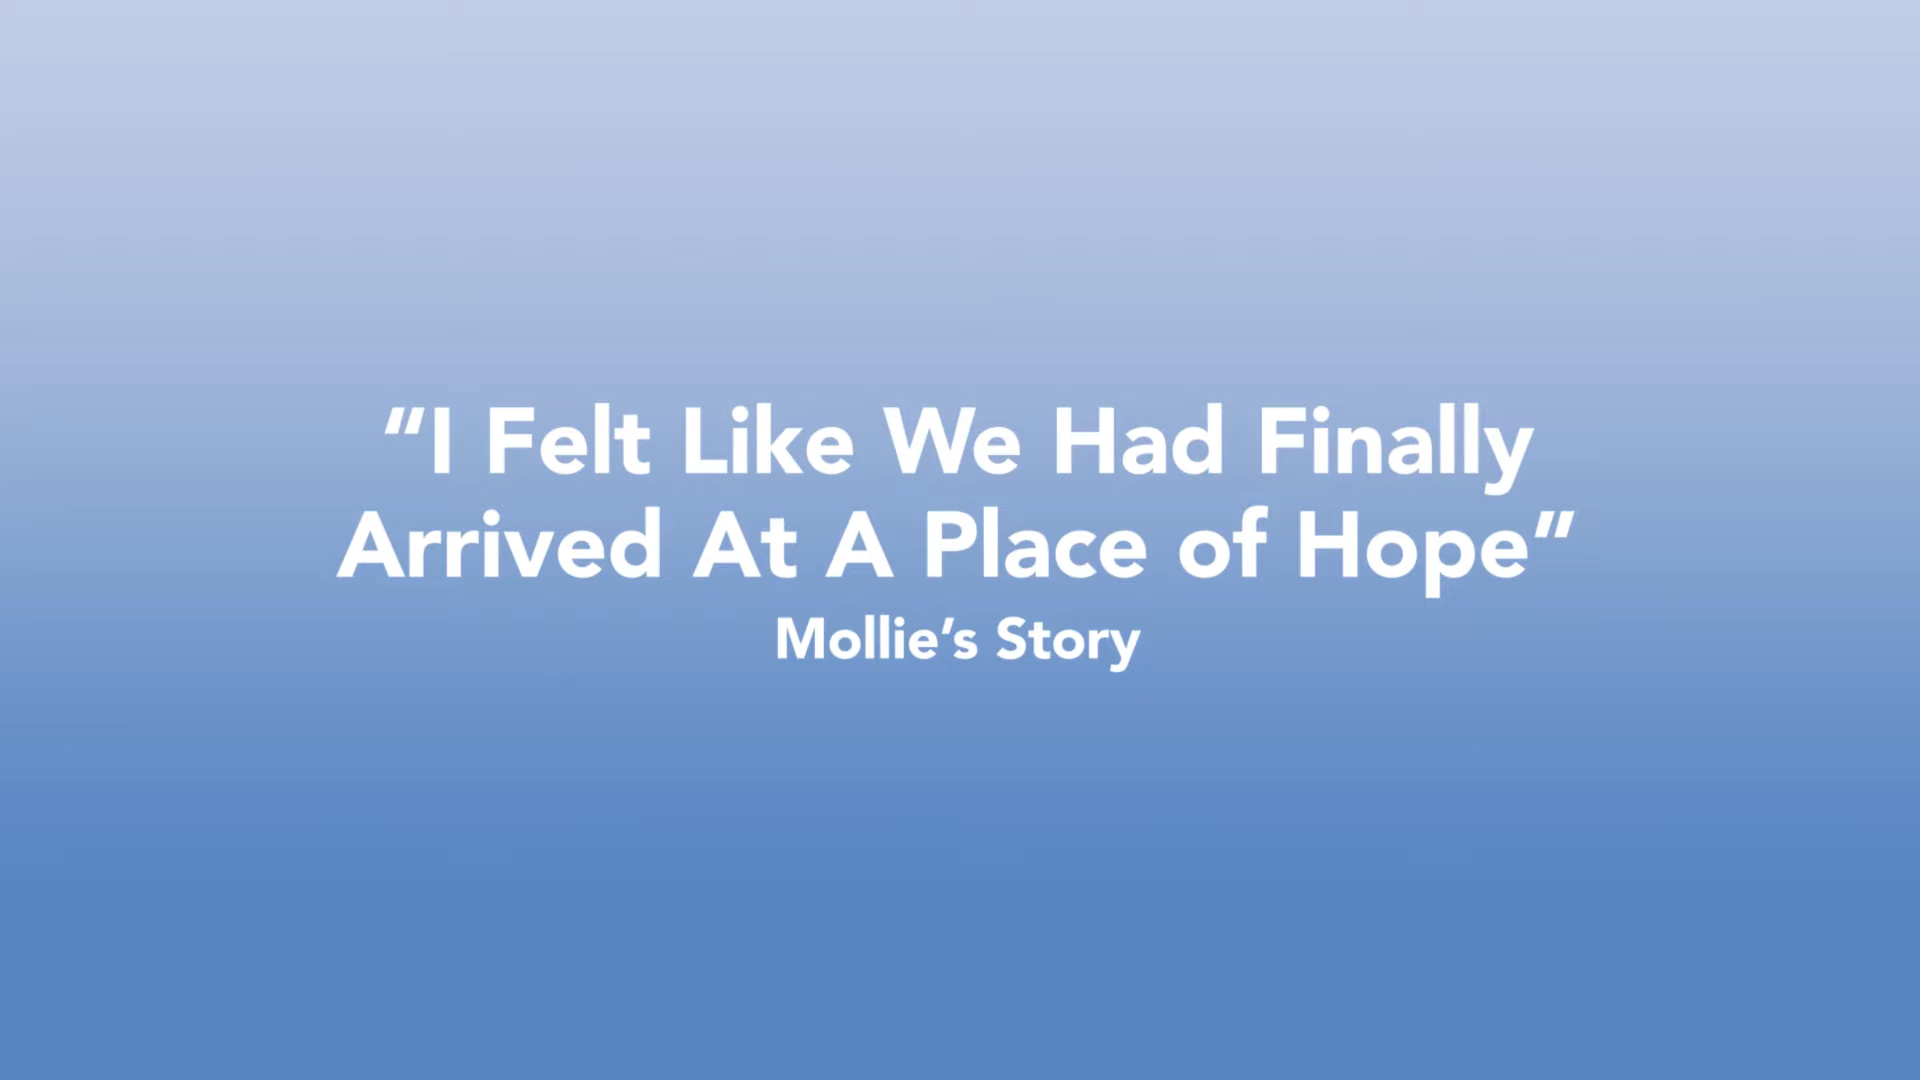 “I Felt Like We Had Finally
Arrived At A Place of Hope”
Mollie’s Story